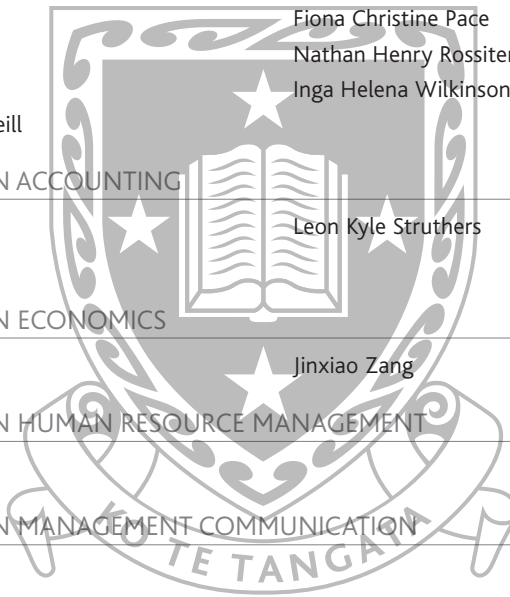 Fiona Christine Pace
Nathan Henry Rossiter
Inga Helena Wilkinson
eill
N ACCOUNTING
Leon Kyle Struthers
N ECONOMICS
Jinxiao Zang
N HUMAN RESOURCE MANAGEMENT
N MANAGEMENT COMMUNICATION
KO TE TANGATA